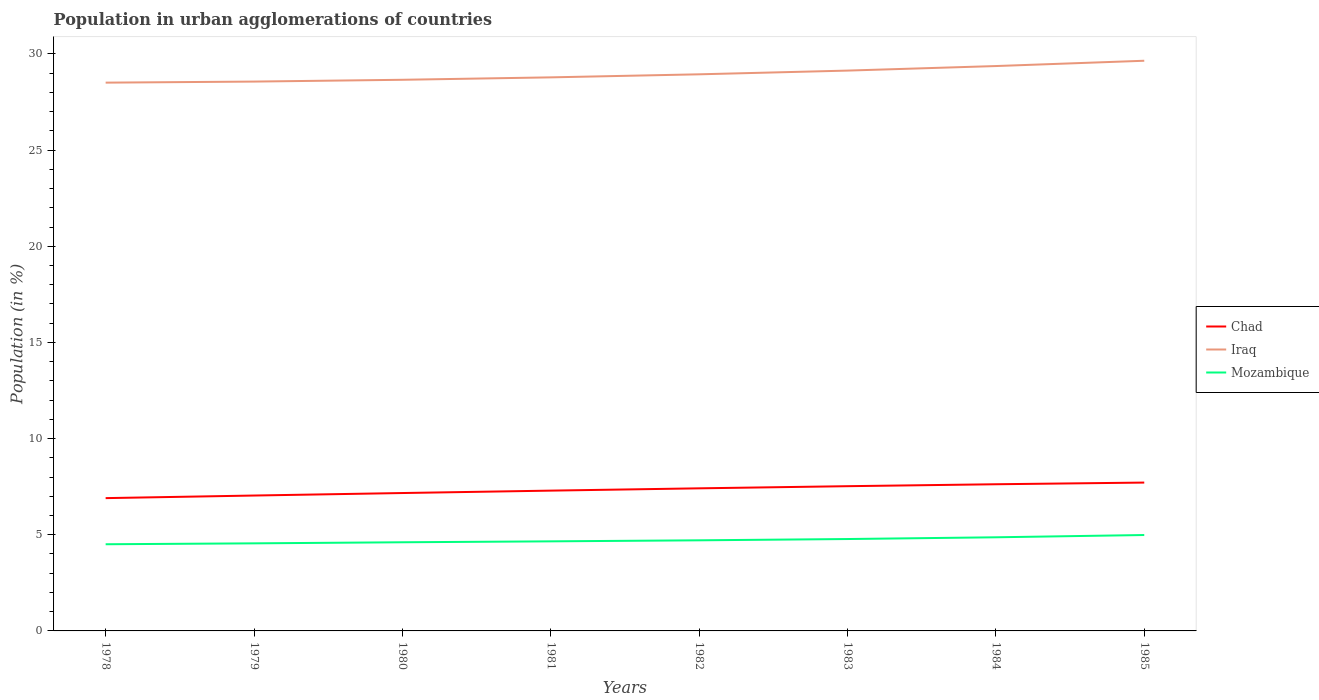 Population in urban agglomerations of countries
Population (in %)
30
25
20
15
10
5
0
1978
1979
1980
1981
1982
1983
1984
1985
Years
Chad
Iraq
Mozambique